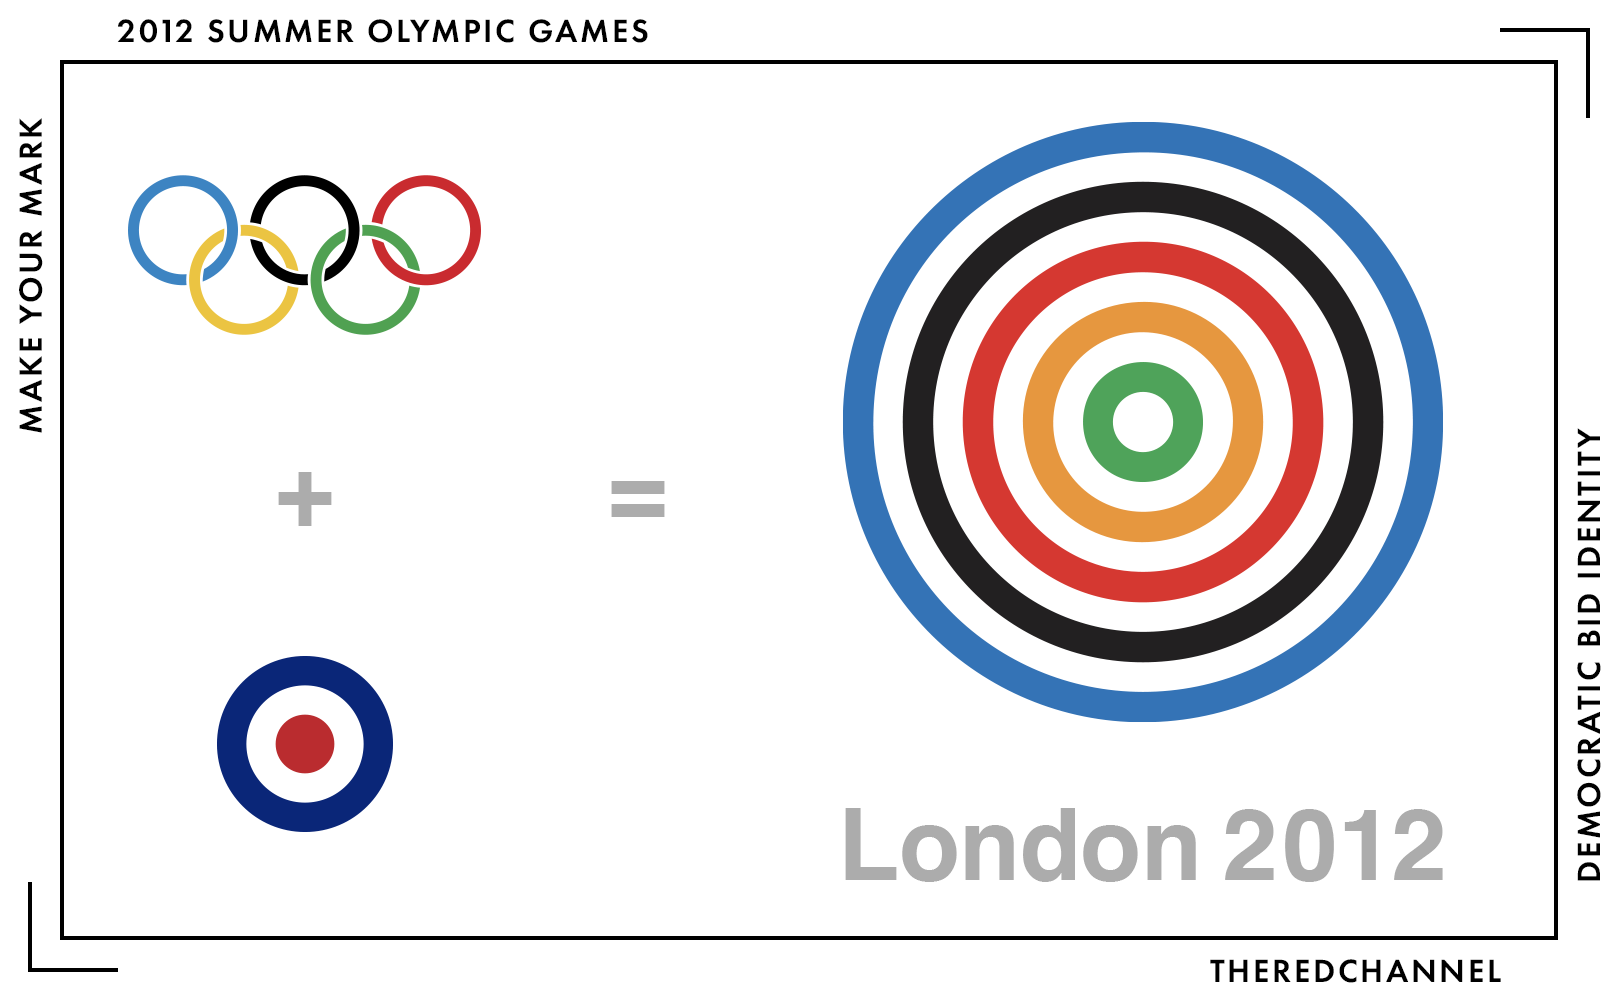 2012 SUMMER OLYMPIC GAMES
MAKE YOUR MARK
+
=
London 2012
DEMOCRATIC BID IDENTITY
THEREDCHANNEL